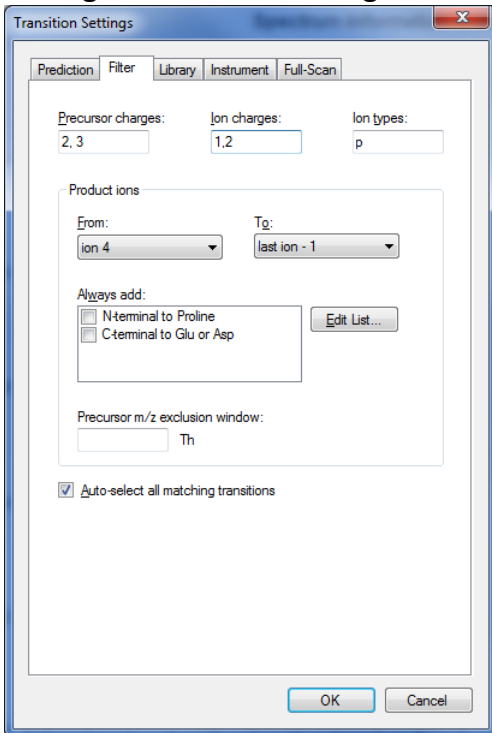 Transition Settings
Prediction Filter Library Instrument Full-Scan
Precursor charges: Ion charges: Ion types:
2, 3 1,2 p
Product ions
From: To:
ion 4 last ion - 1
Always add:
N-terminal to Proline
C-terminal to Glu or Asp
Edit List...
Precursor m/z exclusion window:
Th
Auto-select all matching transitions
OK Cancel